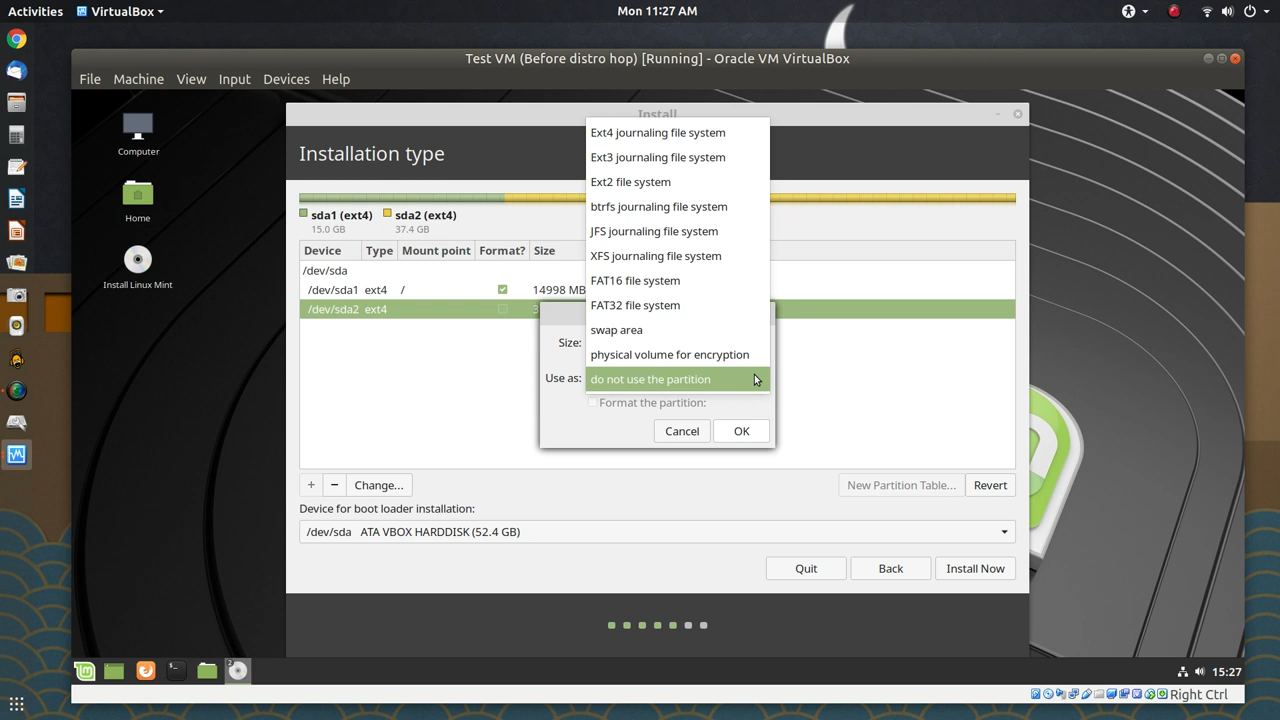 Activities VirtualBox Mon 11:27 AM
Test VM (Before distro hop) [Running] - Oracle VM VirtualBox
File Machine View Input Devices Help
Computer
Home
Install Linux Mint
Install
Installation type
sda1 (ext4) sda2 (ext4)
15.0 GB 37.4 GB
Device Type Mount point Format? Size
/dev/sda
/dev/sda1 ext4 / 14998 MB
/dev/sda2 ext4 3
Ext4 journaling file system
Ext3 journaling file system
Ext2 file system
btrfs journaling file system
JFS journaling file system
XFS journaling file system
FAT16 file system
FAT32 file system
swap area
physical volume for encryption
do not use the partition
Size:
Use as:
Format the partition:
Cancel OK
+ − Change... New Partition Table... Revert
Device for boot loader installation:
/dev/sda ATA VBOX HARDDISK (52.4 GB)
Quit Back Install Now
2
15:27
Right Ctrl